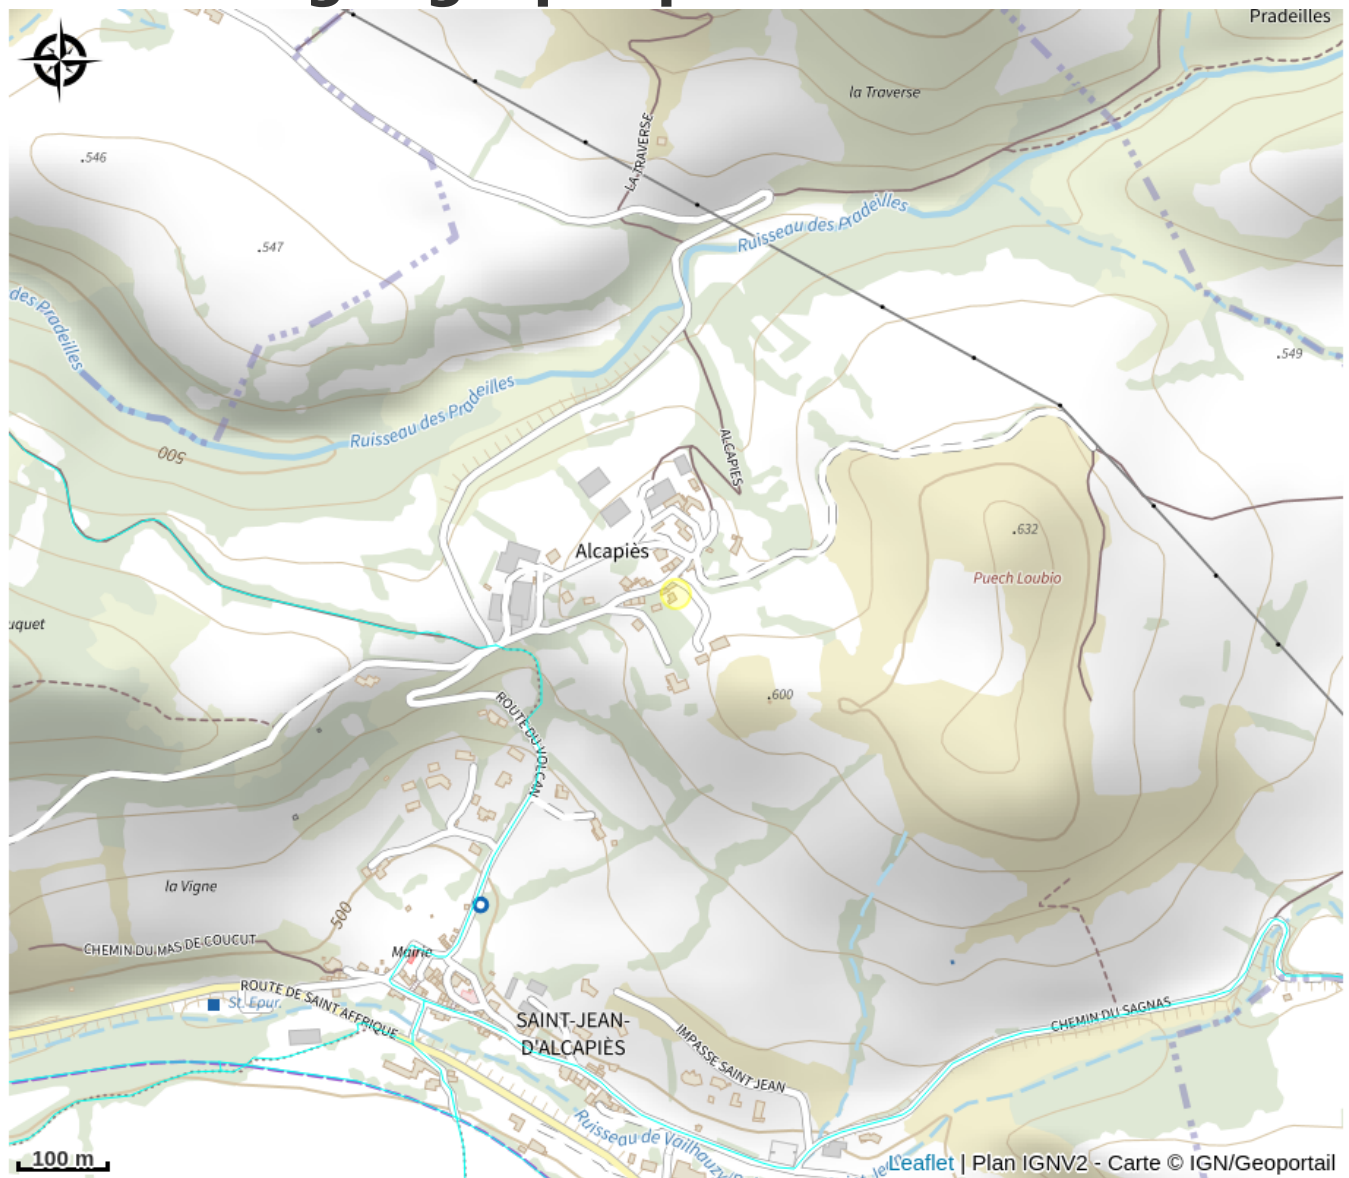 Pradeilles
la Traverse
LA TRAVERSE
.546
.547
Ruisseau des Pradeilles
des Pradeilles
.549
Ruisseau des Pradeilles
500
ALCAPIES
.632
Alcapiès
Puech Loubio
uquet
.600
ROUTE DU VOLCAN
la Vigne
500
CHEMIN DU MAS DE COUCUT
Mairie
ROUTE DE SAINT AFFRIQUE
St. Epur.
SAINT-JEAN-
D'ALCAPIÈS
CHEMIN DU SAGNAS
IMPASSE SAINT JEAN
Ruisseau de Vailhauzy
100 m
Leaflet | Plan IGNV2 - Carte © IGN/Geoportail